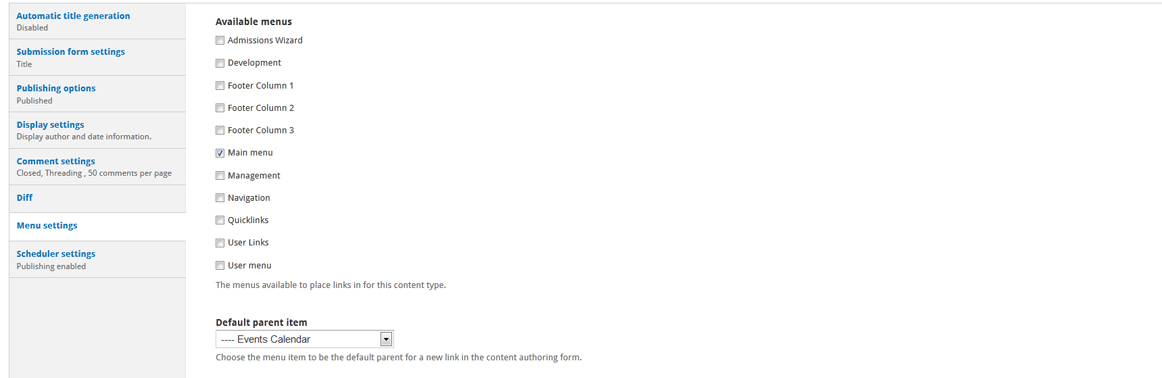 Automatic title generation
Disabled
Submission form settings
Title
Publishing options
Published
Display settings
Display author and date information.
Comment settings
Closed, Threading , 50 comments per page
Diff
Menu settings
Scheduler settings
Publishing enabled
Available menus
Admissions Wizard
Development
Footer Column 1
Footer Column 2
Footer Column 3
Main menu
Management
Navigation
Quicklinks
User Links
User menu
The menus available to place links in for this content type.
Default parent item
---- Events Calendar
Choose the menu item to be the default parent for a new link in the content authoring form.